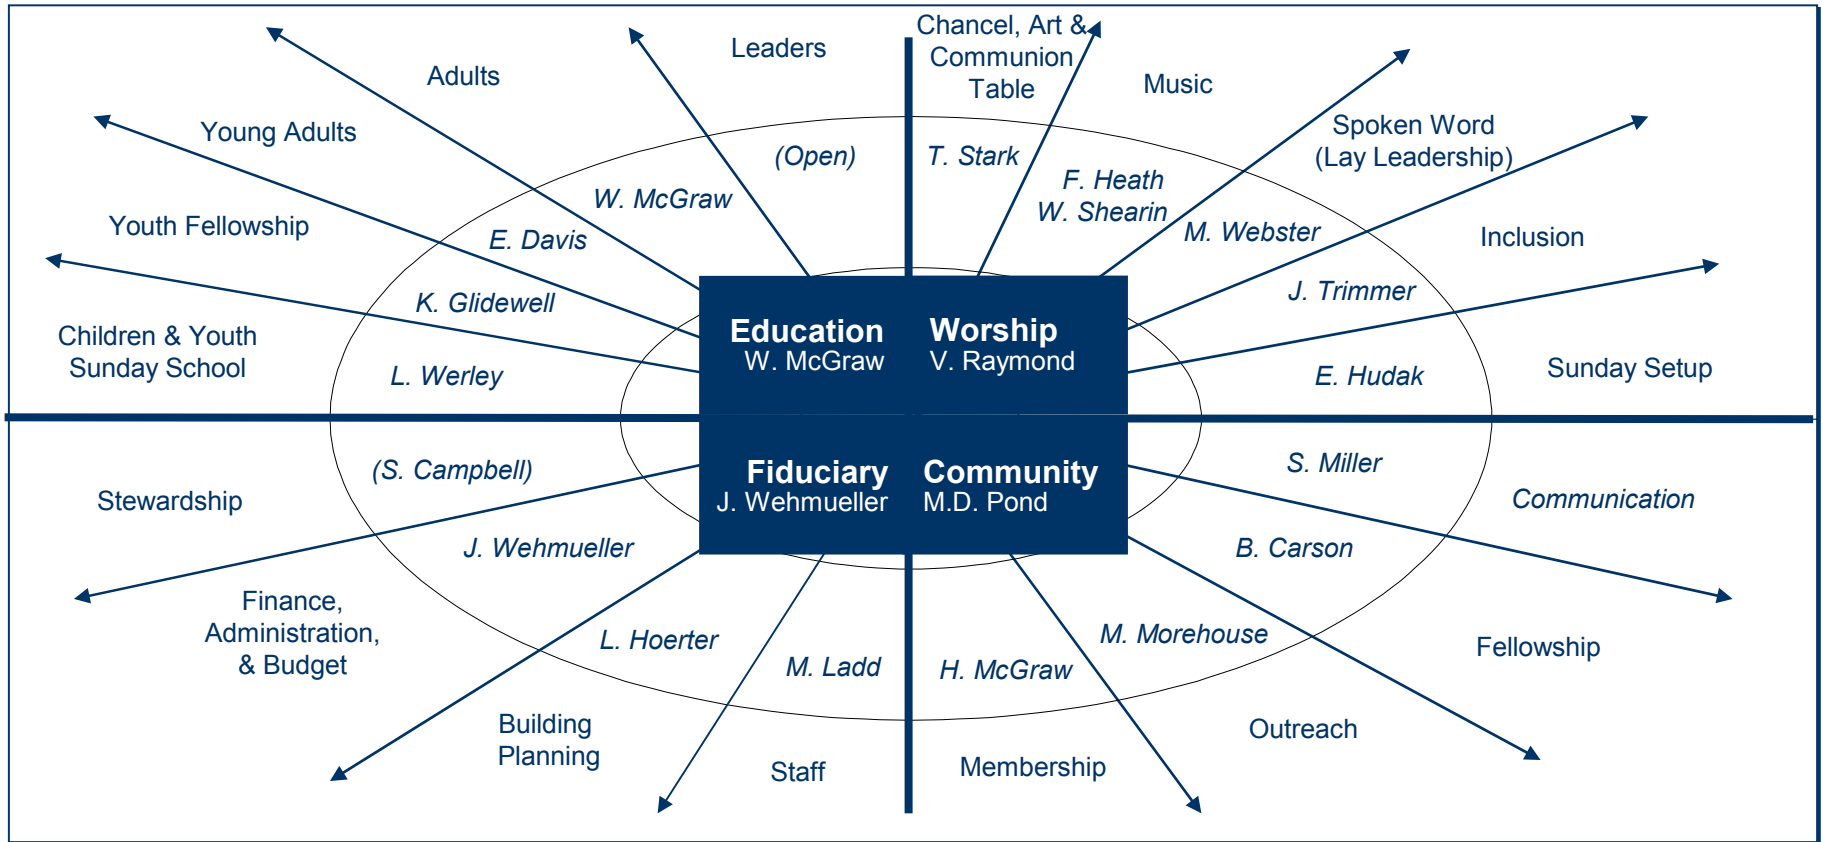 Chancel, Art &
Communion
Table
Leaders
Adults
Music
Young Adults
Spoken Word
(Lay Leadership)
(Open)
T. Stark
W. McGraw
F. Heath
W. Shearin
Youth Fellowship
E. Davis
M. Webster
Inclusion
K. Glidewell
J. Trimmer
Children & Youth
Sunday School
L. Werley
Education
W. McGraw
Worship
V. Raymond
E. Hudak
Sunday Setup
Stewardship
(S. Campbell)
Fiduciary
J. Wehmueller
Community
M.D. Pond
S. Miller
Communication
J. Wehmueller
B. Carson
Finance,
Administration,
& Budget
L. Hoerter
M. Ladd
H. McGraw
M. Morehouse
Fellowship
Building
Planning
Staff
Membership
Outreach